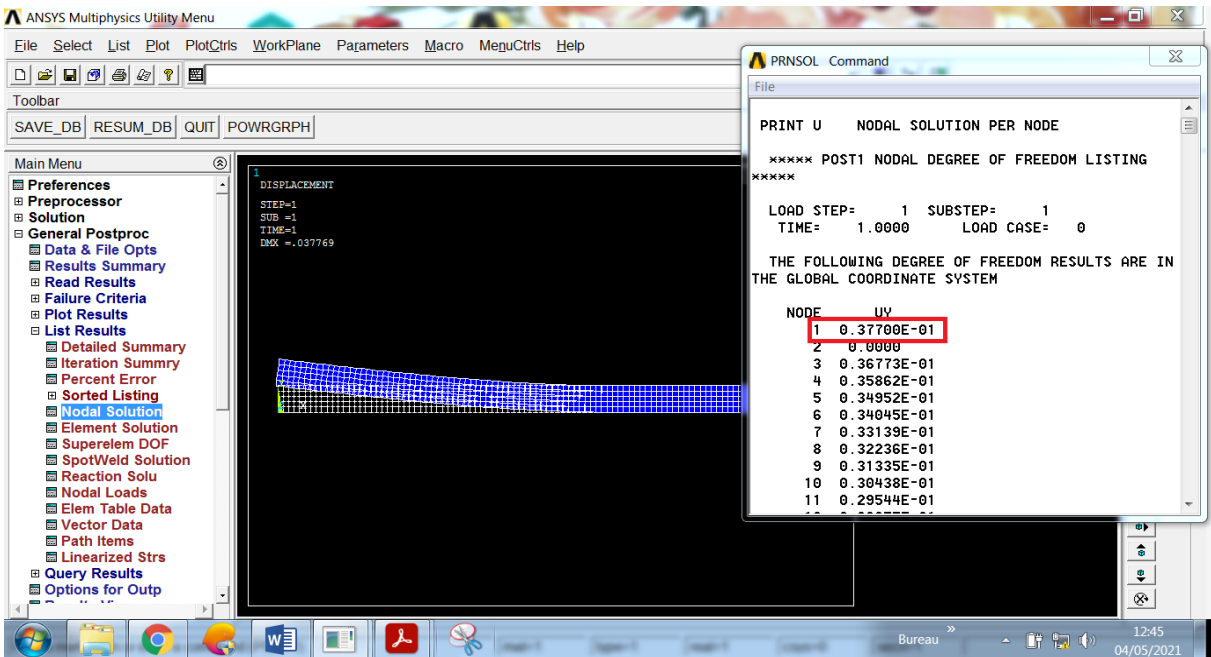 ANSYS Multiphysics Utility Menu
File Select List Plot PlotCtrls WorkPlane Parameters Macro MenuCtrls Help
Toolbar
SAVE_DB RESUM_DB QUIT POWRGRPH
Main Menu
Preferences
Preprocessor
Solution
General Postproc
Data & File Opts
Results Summary
Read Results
Failure Criteria
Plot Results
List Results
Detailed Summary
Iteration Summry
Percent Error
Sorted Listing
Nodal Solution
Element Solution
Superelem DOF
SpotWeld Solution
Reaction Solu
Nodal Loads
Elem Table Data
Vector Data
Path Items
Linearized Strs
Query Results
Options for Outp
1
DISPLACEMENT
STEP=1
SUB =1
TIME=1
DMX =.037769
X
PRNSOL Command
File
PRINT U NODAL SOLUTION PER NODE
***** POST1 NODAL DEGREE OF FREEDOM LISTING
*****
LOAD STEP= 1 SUBSTEP= 1
TIME= 1.0000 LOAD CASE= 0
THE FOLLOWING DEGREE OF FREEDOM RESULTS ARE IN
THE GLOBAL COORDINATE SYSTEM
NODE UY
1 0.37700E-01
2 0.0000
3 0.36773E-01
4 0.35862E-01
5 0.34952E-01
6 0.34045E-01
7 0.33139E-01
8 0.32236E-01
9 0.31335E-01
10 0.30438E-01
11 0.29544E-01
Bureau
12:45
04/05/2021